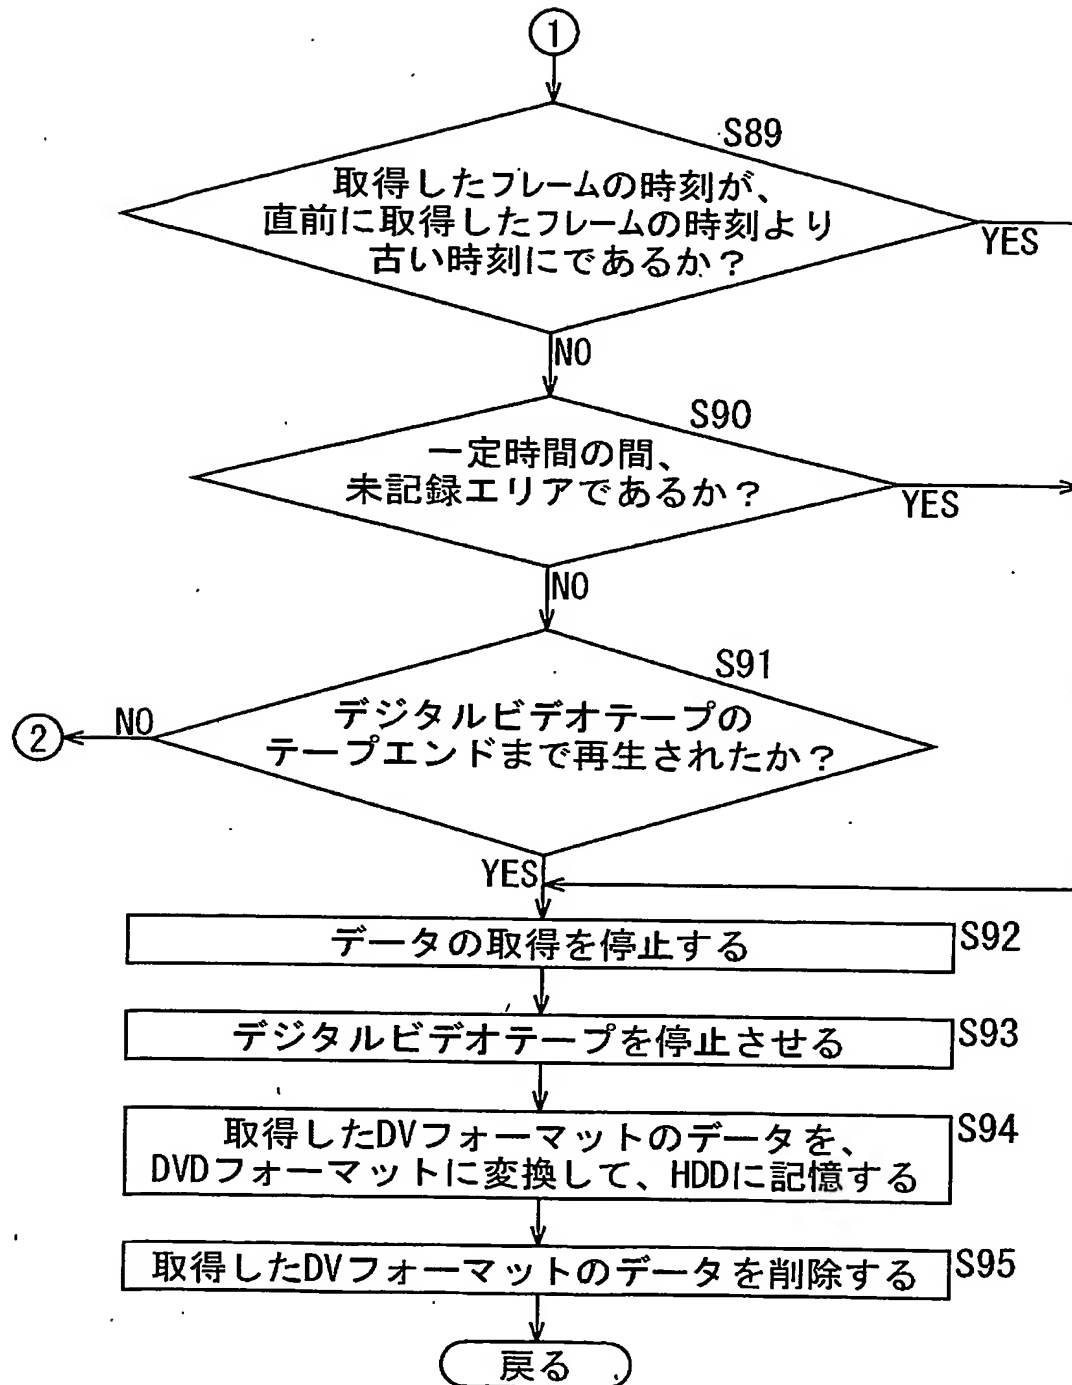 1
S89
取得したフレームの時刻が、
直前に取得したフレームの時刻より
古い時刻にであるか?
YES
NO
S90
一定時間の間、
未記録エリアであるか?
YES
NO
S91
デジタルビデオテープの
テープエンドまで再生されたか?
NO
2
YES
データの取得を停止する
S92
デジタルビデオテープを停止させる
S93
取得したDVフォーマットのデータを、
DVDフォーマットに変換して、HDDに記憶する
S94
取得したDVフォーマットのデータを削除する
S95
戻る